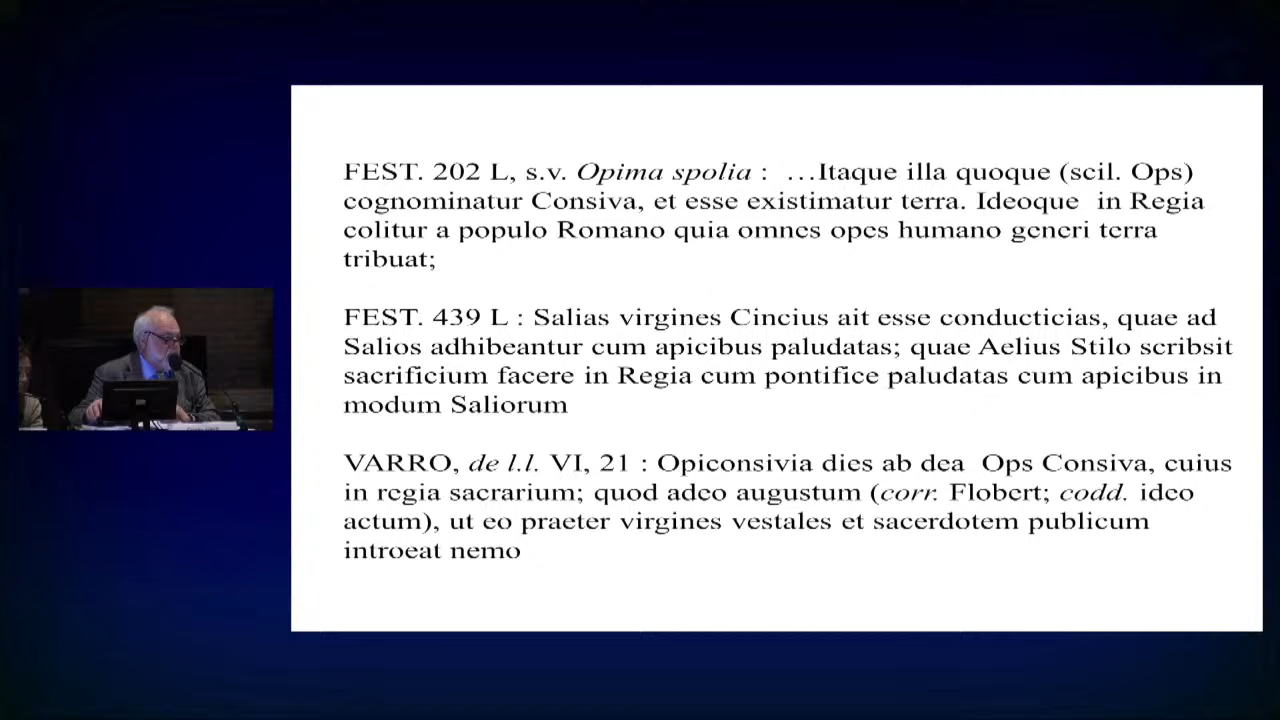 FEST. 202 L, s.v. Opima spolia : …Itaque illa quoque (scil. Ops)
cognominatur Consiva, et esse existimatur terra. Ideoque in Regia
colitur a populo Romano quia omnes opes humano generi terra
tribuat;
FEST. 439 L : Salias virgines Cincius ait esse conducticias, quae ad
Salios adhibeantur cum apicibus paludatas; quae Aelius Stilo scribsit
sacrificium facere in Regia cum pontifice paludatas cum apicibus in
modum Saliorum
VARRO, de l.l. VI, 21 : Opiconsivia dies ab dea Ops Consiva, cuius
in regia sacrarium; quod adeo augustum (corr. Flobert; codd. ideo
actum), ut eo praeter virgines vestales et sacerdotem publicum
introeat nemo